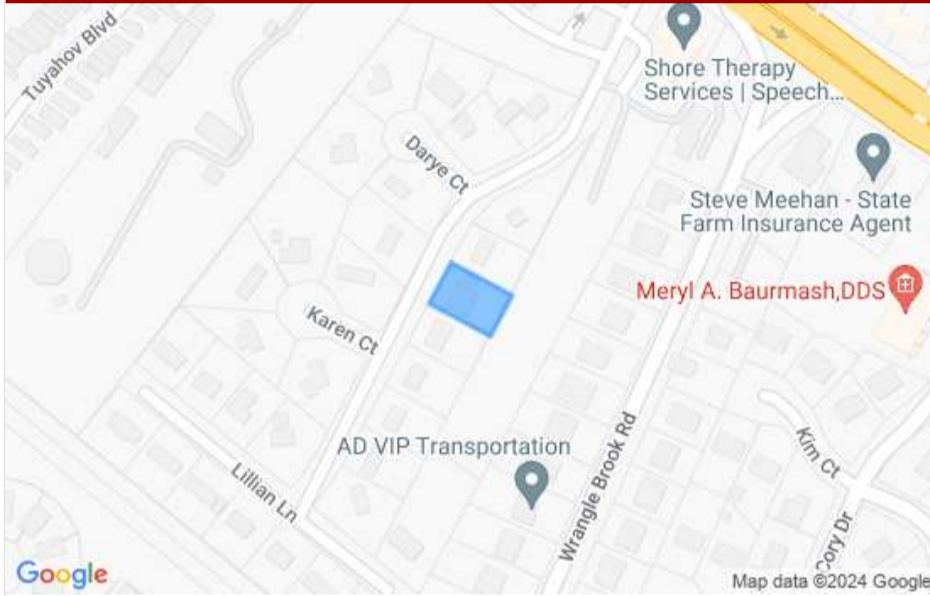 Tuyahov Blvd
Shore Therapy
Services | Speech...
Darye Ct
Steve Meehan - State
Farm Insurance Agent
Meryl A. Baurmash,DDS
Karen Ct
AD VIP Transportation
Lillian Ln
Wrangle Brook Rd
Kim Ct
Cory Dr
Google
Map data ©2024 Google